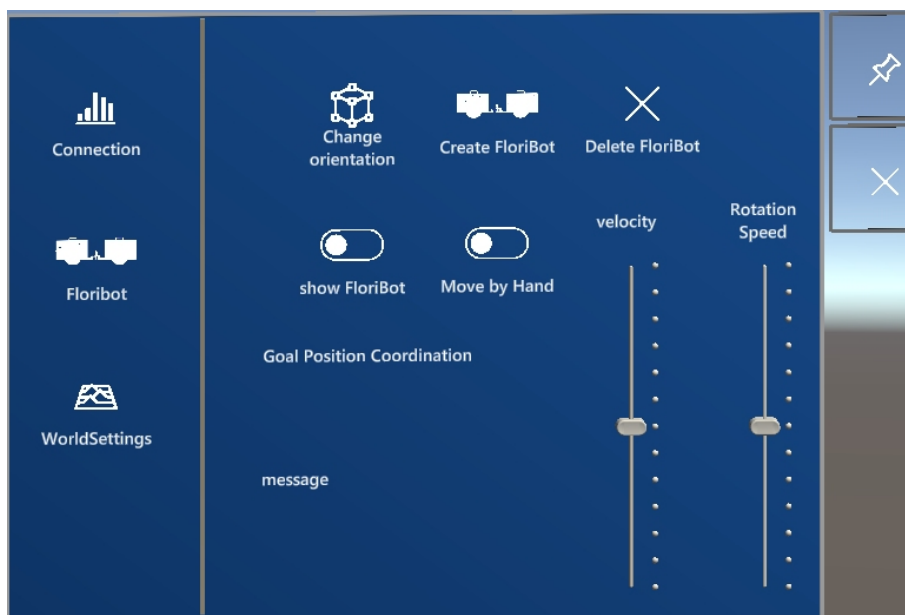 Connection
Floribot
WorldSettings
Change
orientation
Create FloriBot
Delete FloriBot
show FloriBot
Move by Hand
velocity
Rotation
Speed
Goal Position Coordination
message